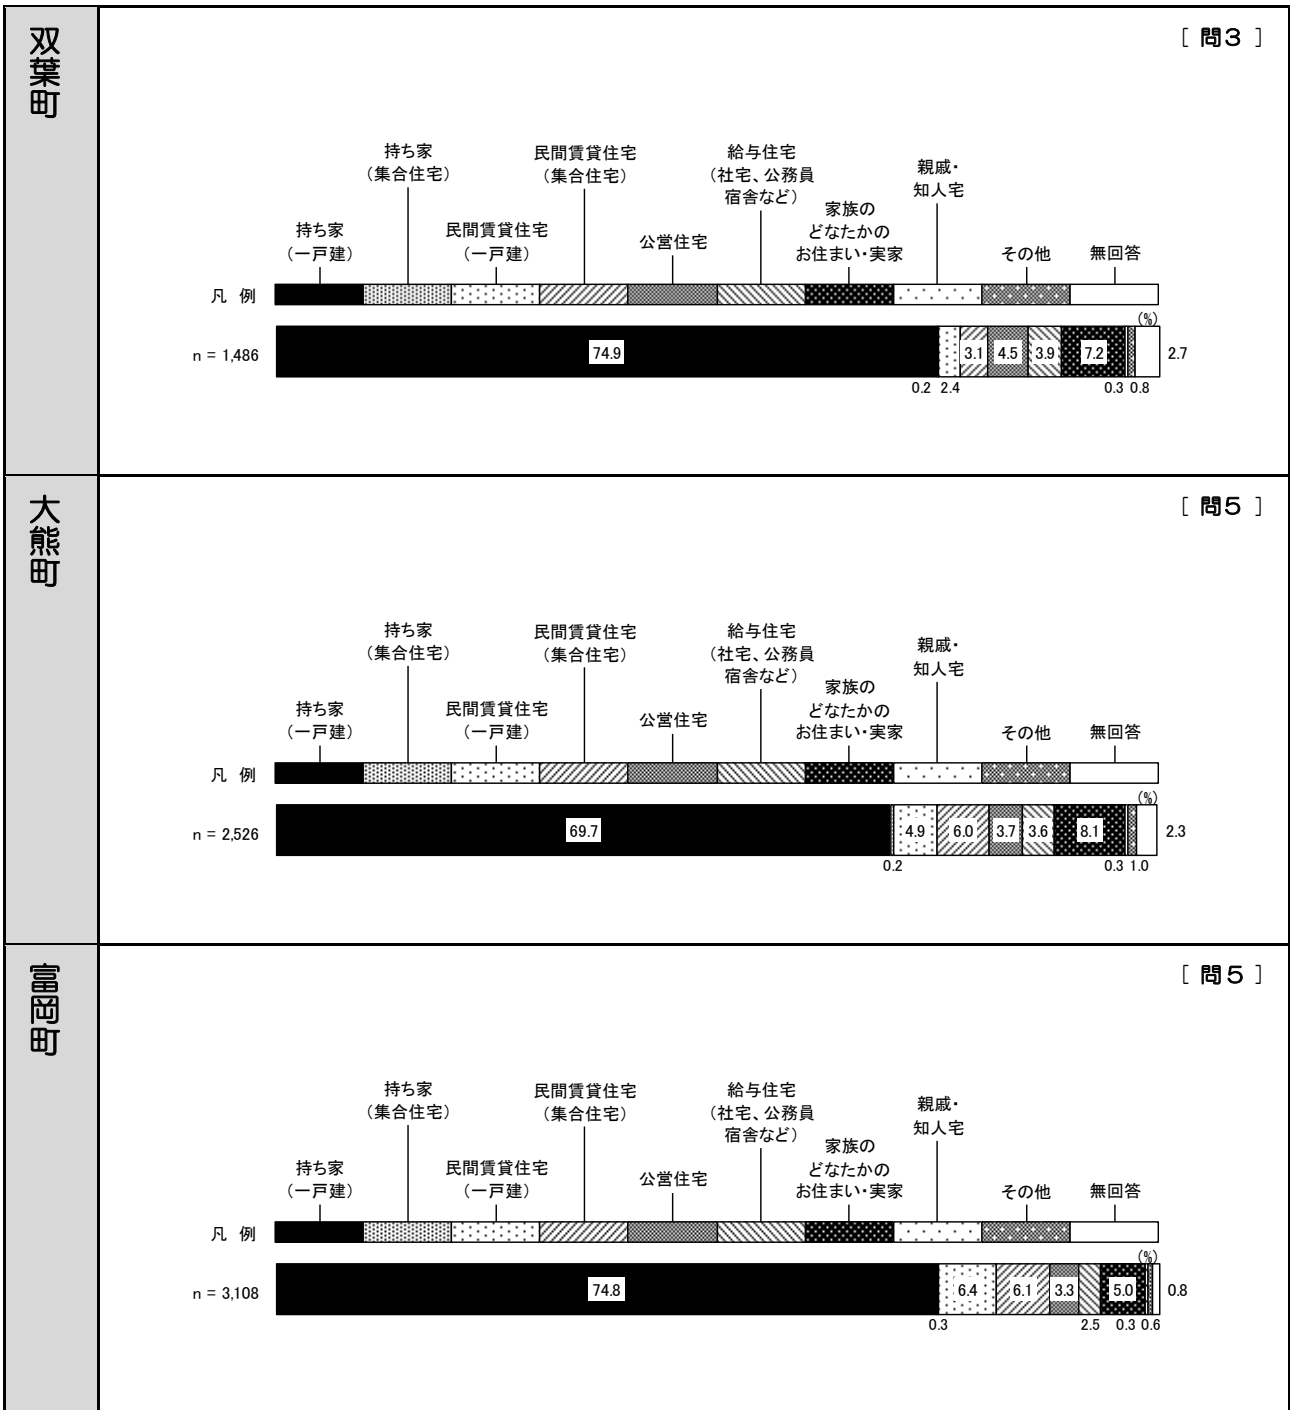 双葉町
[ 問3 ]
持ち家
（集合住宅）
民間賃貸住宅
（集合住宅）
給与住宅
（社宅、公務員
宿舎など）
親戚・
知人宅
持ち家
（一戸建）
民間賃貸住宅
（一戸建）
公営住宅
家族の
どなたかの
お住まい・実家
その他
無回答
凡 例
(%)
n = 1,486
74.9
3.1
4.5
3.9
7.2
2.7
0.2 2.4
0.3 0.8
大熊町
[ 問5 ]
持ち家
（集合住宅）
民間賃貸住宅
（集合住宅）
給与住宅
（社宅、公務員
宿舎など）
親戚・
知人宅
持ち家
（一戸建）
民間賃貸住宅
（一戸建）
公営住宅
家族の
どなたかの
お住まい・実家
その他
無回答
凡 例
(%)
n = 2,526
69.7
4.9
6.0
3.7
3.6
8.1
2.3
0.2
0.3 1.0
富岡町
[ 問5 ]
持ち家
（集合住宅）
民間賃貸住宅
（集合住宅）
給与住宅
（社宅、公務員
宿舎など）
親戚・
知人宅
持ち家
（一戸建）
民間賃貸住宅
（一戸建）
公営住宅
家族の
どなたかの
お住まい・実家
その他
無回答
凡 例
(%)
n = 3,108
74.8
6.4
6.1
3.3
5.0
0.8
0.3
2.5
0.3 0.6